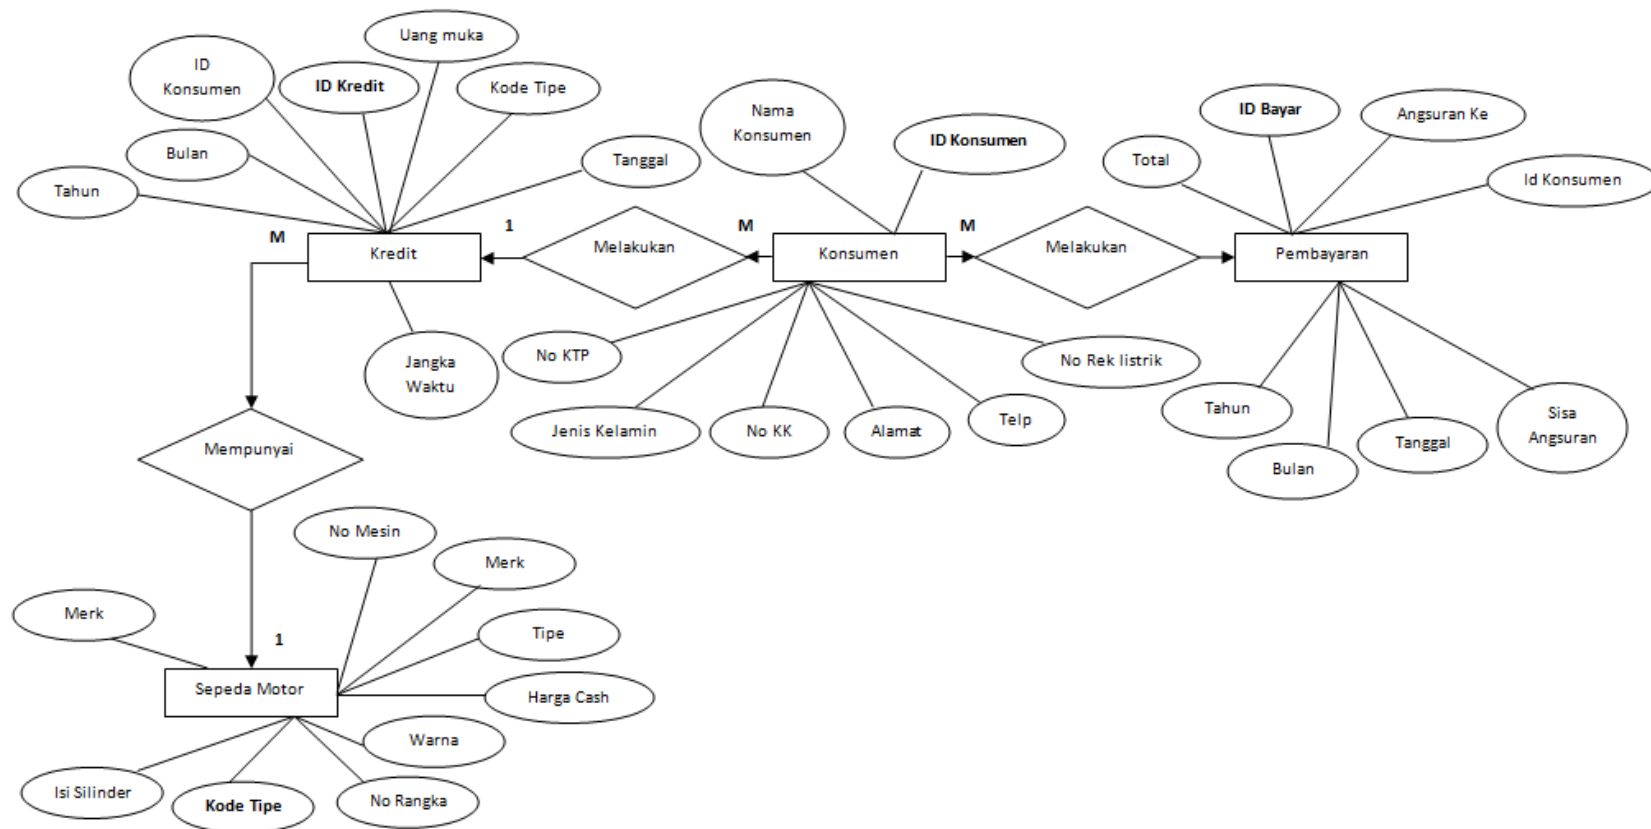 Uang muka
ID
Konsumen
ID Kredit
Kode Tipe
Bulan
Tanggal
Tahun
M
Kredit
1
Melakukan
M
Jangka
Waktu
Nama
Konsumen
ID Konsumen
Konsumen
M
Melakukan
No KTP
Jenis Kelamin
No KK
Alamat
Telp
No Rek listrik
ID Bayar
Angsuran Ke
Total
Id Konsumen
Pembayaran
Tahun
Bulan
Tanggal
Sisa
Angsuran
Mempunyai
No Mesin
Merk
Merk
Tipe
1
Sepeda Motor
Harga Cash
Warna
Isi Silinder
Kode Tipe
No Rangka